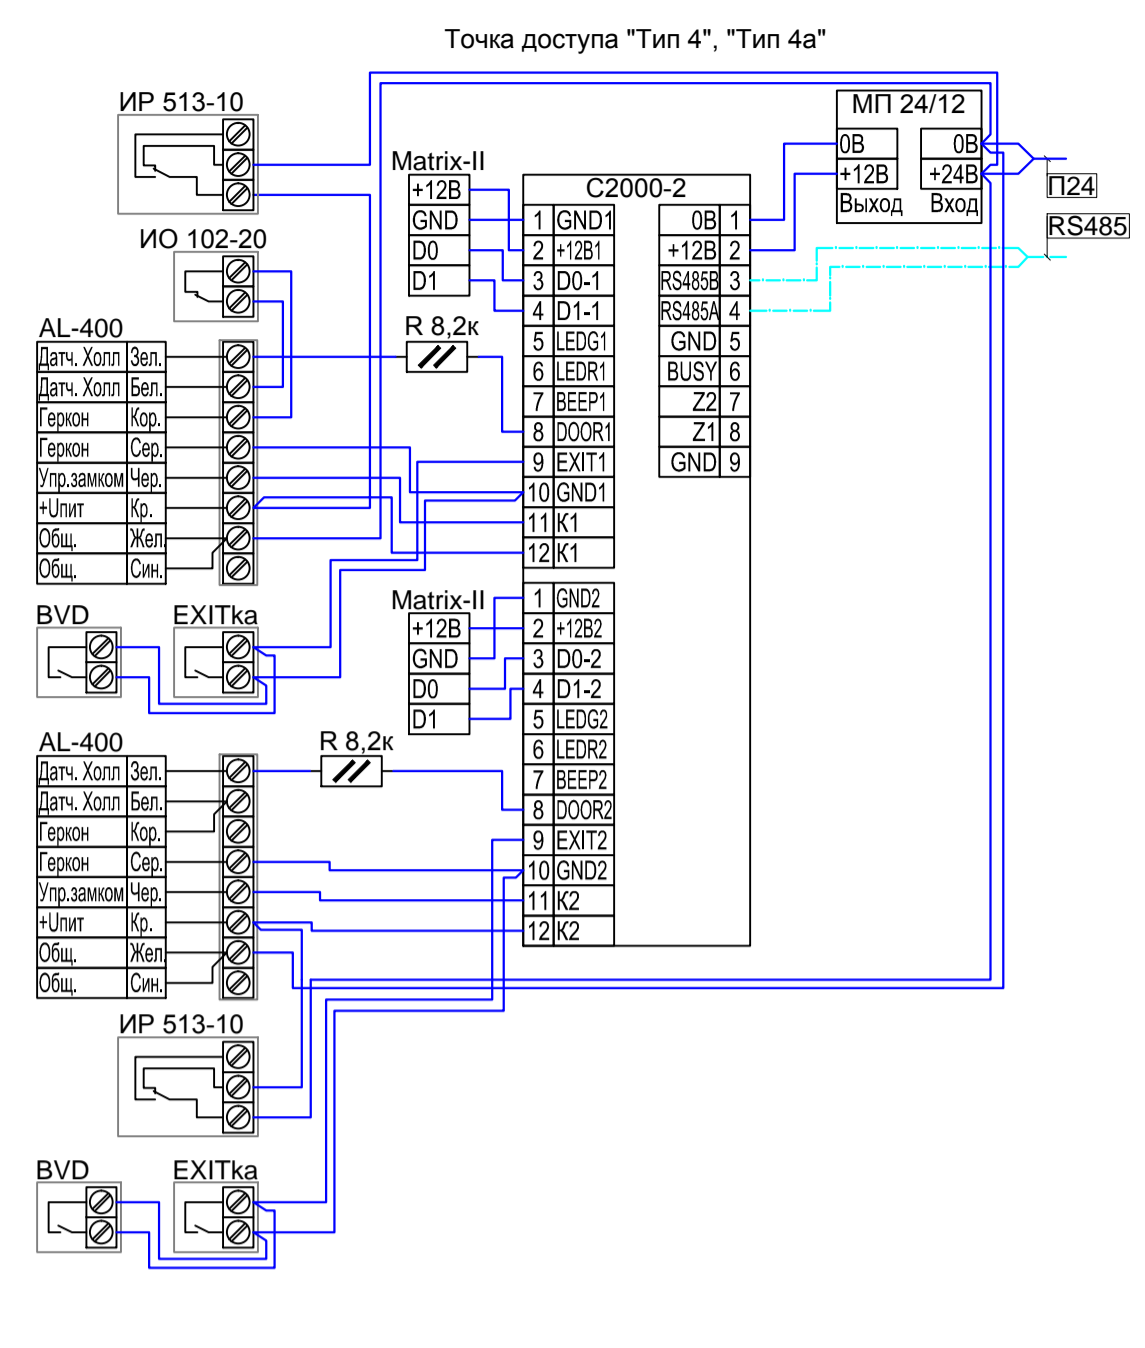 Точка доступа "Тип 4", "Тип 4а"
ИР 513-10
МП 24/12
0В 0В
+12В +24В
Выход Вход
П24
RS485
Matrix-II
+12В
GND
D0
D1
С2000-2
1 GND1
2 +12В1
3 D0-1
4 D1-1
5 LEDG1
6 LEDR1
7 BEEP1
8 DOOR1
9 EXIT1
10 GND1
11 К1
12 К1
0В 1
+12В 2
RS485B 3
RS485A 4
GND 5
BUSY 6
Z2 7
Z1 8
GND 9
ИО 102-20
AL-400
R 8,2к
Датч. Холл Зел.
Датч. Холл Бел.
Геркон Кор.
Геркон Сер.
Упр.замком Чер.
+Uпит Кр.
Общ. Жел.
Общ. Син.
BVD
EXITka
Matrix-II
+12В
GND
D0
D1
1 GND2
2 +12В2
3 D0-2
4 D1-2
5 LEDG2
6 LEDR2
7 BEEP2
8 DOOR2
9 EXIT2
10 GND2
11 К2
12 К2
AL-400
R 8,2к
Датч. Холл Зел.
Датч. Холл Бел.
Геркон Кор.
Геркон Сер.
Упр.замком Чер.
+Uпит Кр.
Общ. Жел.
Общ. Син.
ИР 513-10
BVD
EXITka